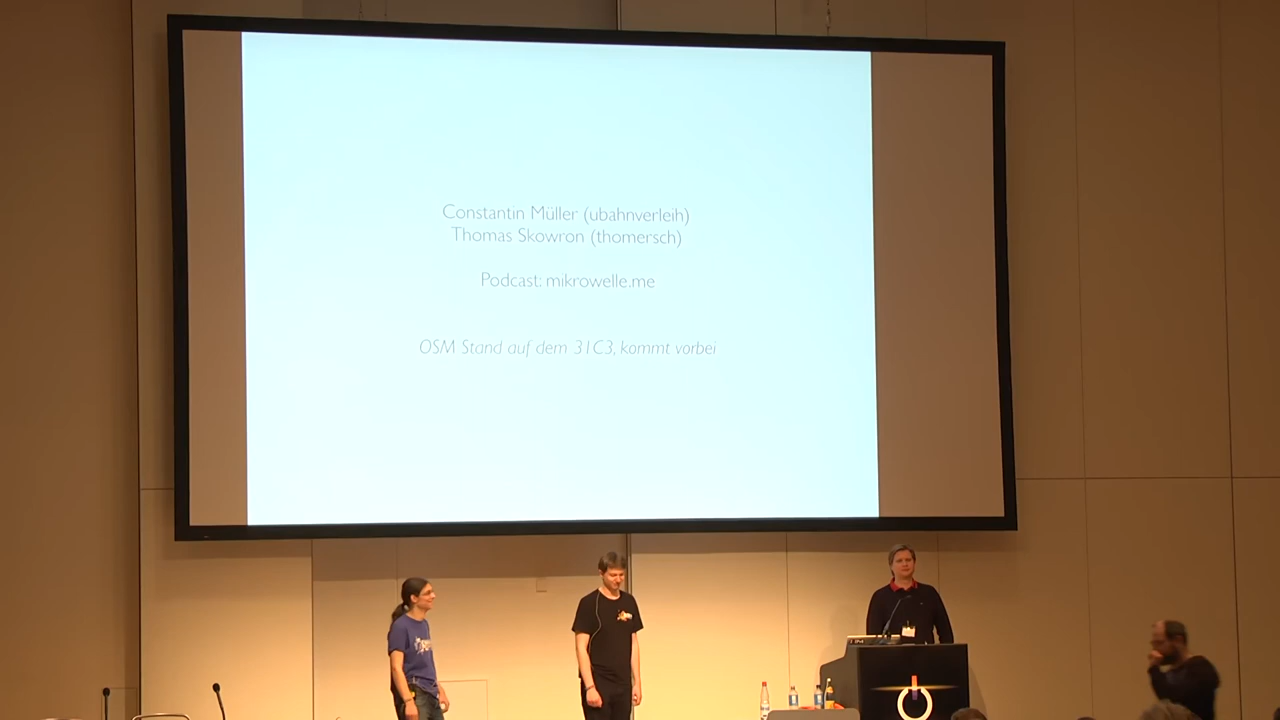 Constantin Müller (ubahnverleih)
Thomas Skowron (thomersch)
Podcast: mikrowelle.me
OSM Stand auf dem 31C3, kommt vorbei